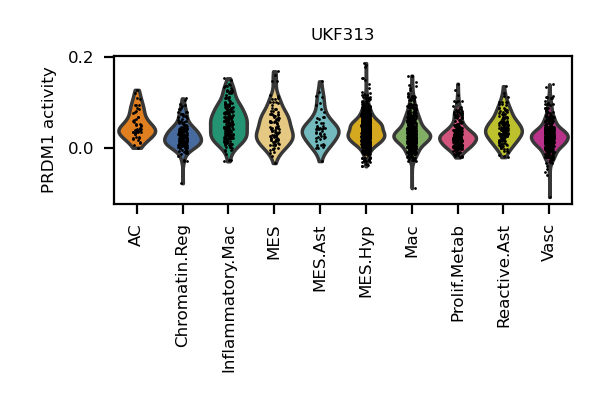 UKF313
PRDM1 activity
0.2
0.0
AC
Chromatin.Reg
Inflammatory.Mac
MES
MES.Ast
MES.Hyp
Mac
Prolif.Metab
Reactive.Ast
Vasc